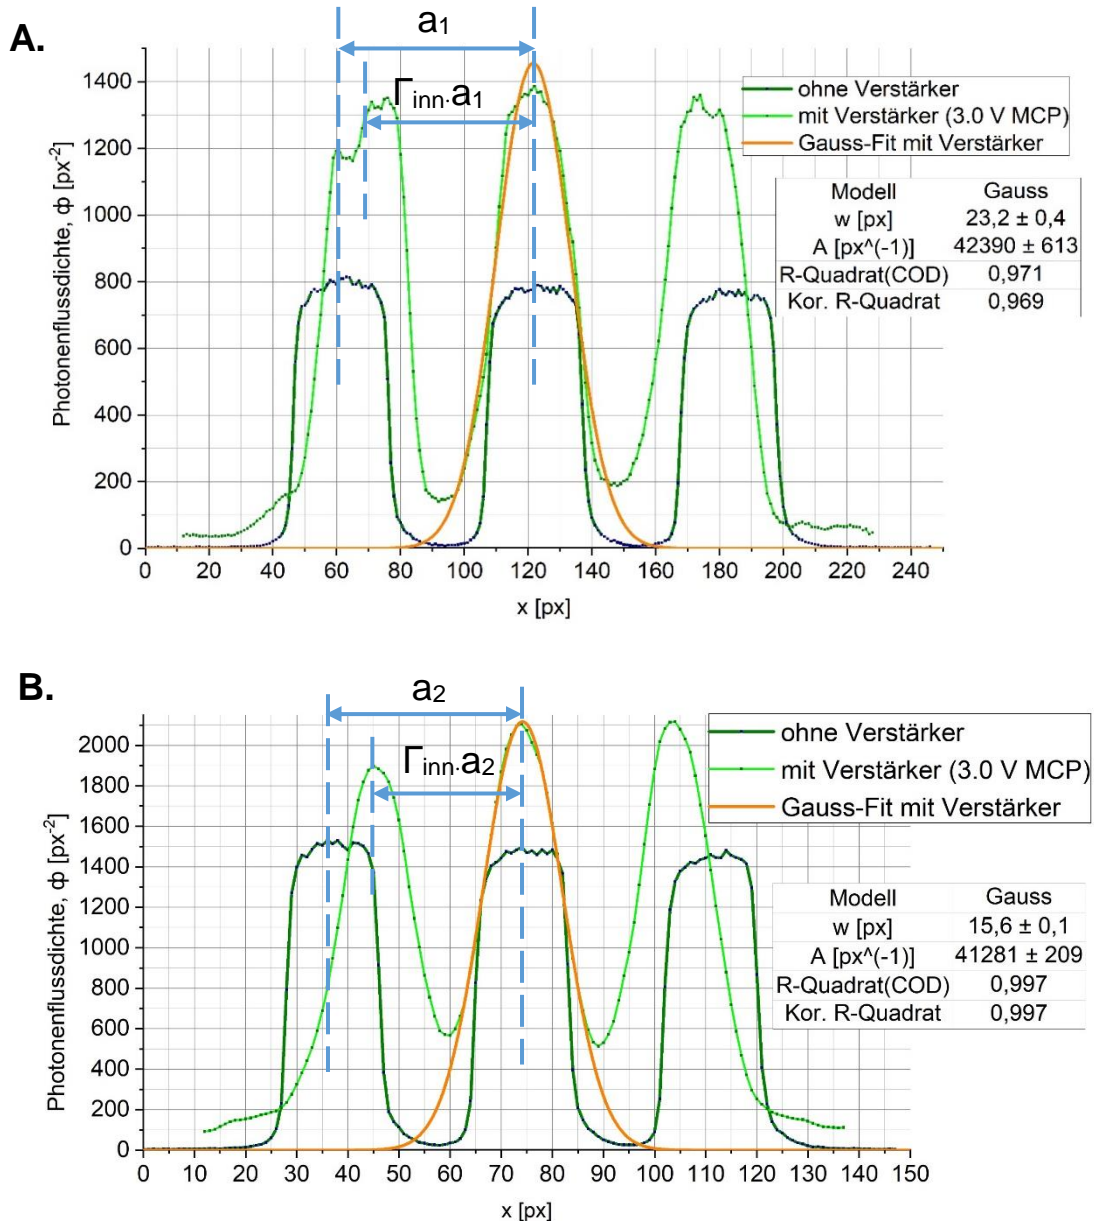 A.
a₁
Γinn·a₁
1400
1200
1000
800
600
400
200
0
Photonenflussdichte, ф [px⁻²]
ohne Verstärker
mit Verstärker (3.0 V MCP)
Gauss-Fit mit Verstärker
Modell Gauss
w [px] 23,2 ± 0,4
A [px^(-1)] 42390 ± 613
R-Quadrat(COD) 0,971
Kor. R-Quadrat 0,969
0 20 40 60 80 100 120 140 160 180 200 220 240
x [px]
B.
a₂
Γinn·a₂
2000
1800
1600
1400
1200
1000
800
600
400
200
0
Photonenflussdichte, ф [px⁻²]
ohne Verstärker
mit Verstärker (3.0 V MCP)
Gauss-Fit mit Verstärker
Modell Gauss
w [px] 15,6 ± 0,1
A [px^(-1)] 41281 ± 209
R-Quadrat(COD) 0,997
Kor. R-Quadrat 0,997
0 10 20 30 40 50 60 70 80 90 100 110 120 130 140 150
x [px]